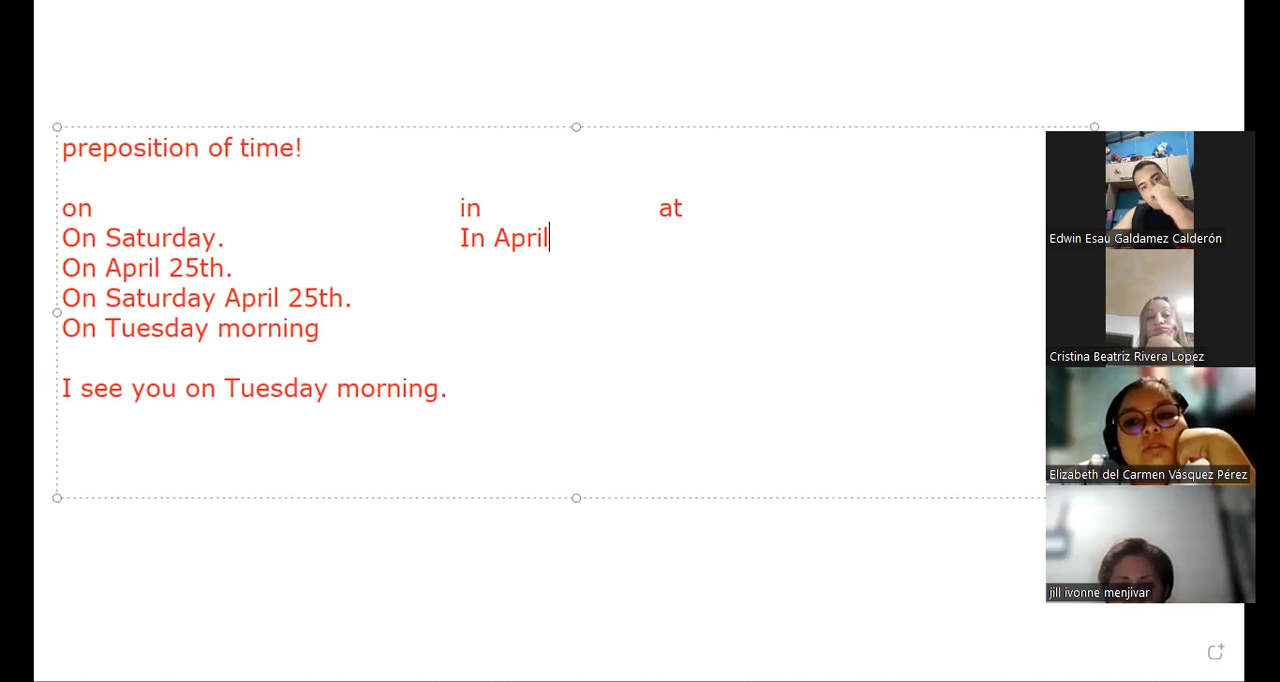 preposition of time!
on in at
On Saturday. In April
On April 25th.
On Saturday April 25th.
On Tuesday morning
I see you on Tuesday morning.
Edwin Esau Galdamez Calderón
Cristina Beatriz Rivera Lopez
Elizabeth del Carmen Vásquez Pérez
jill ivonne menjivar